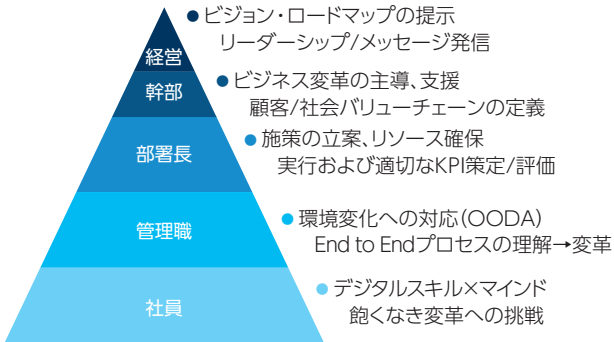 ● ビジョン・ロードマップの提示
リーダーシップ/メッセージ発信
経営
● ビジネス変革の主導、支援
幹部
顧客/社会バリューチェーンの定義
● 施策の立案、リソース確保
部署長
実行および適切なKPI策定/評価
● 環境変化への対応(OODA)
管理職
End to Endプロセスの理解→変革
● デジタルスキル×マインド
社員
飽くなき変革への挑戦